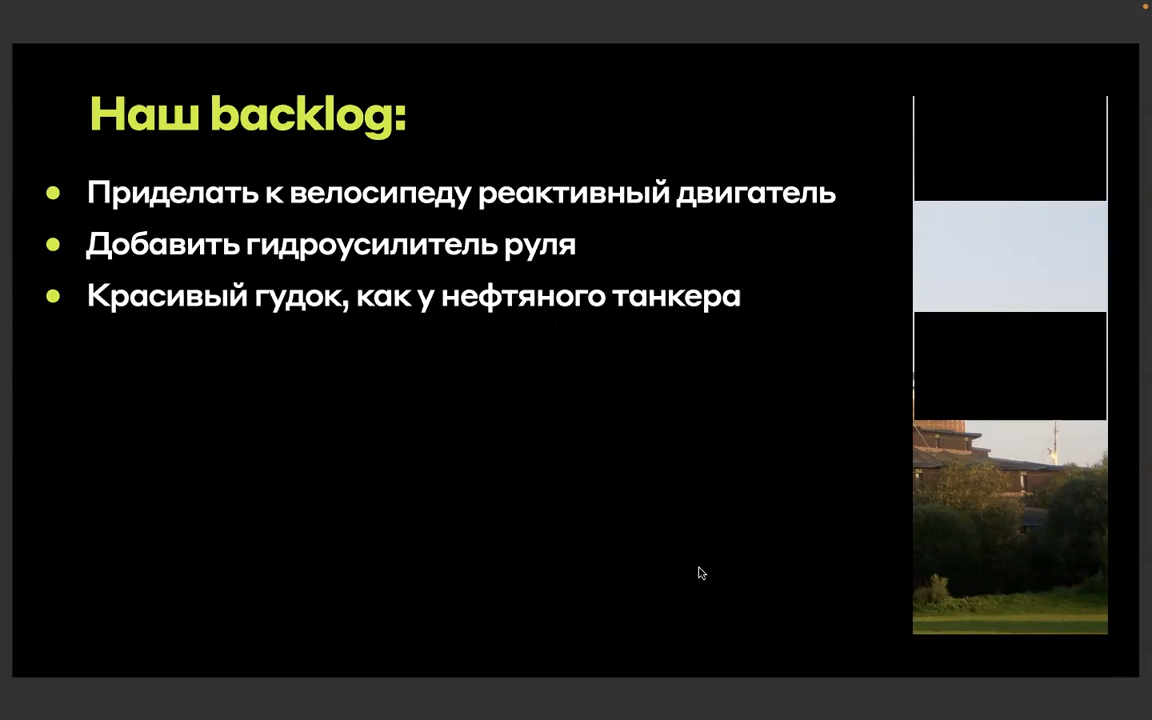 Наш backlog:
Приделать к велосипеду реактивный двигатель
Добавить гидроусилитель руля
Красивый гудок, как у нефтяного танкера